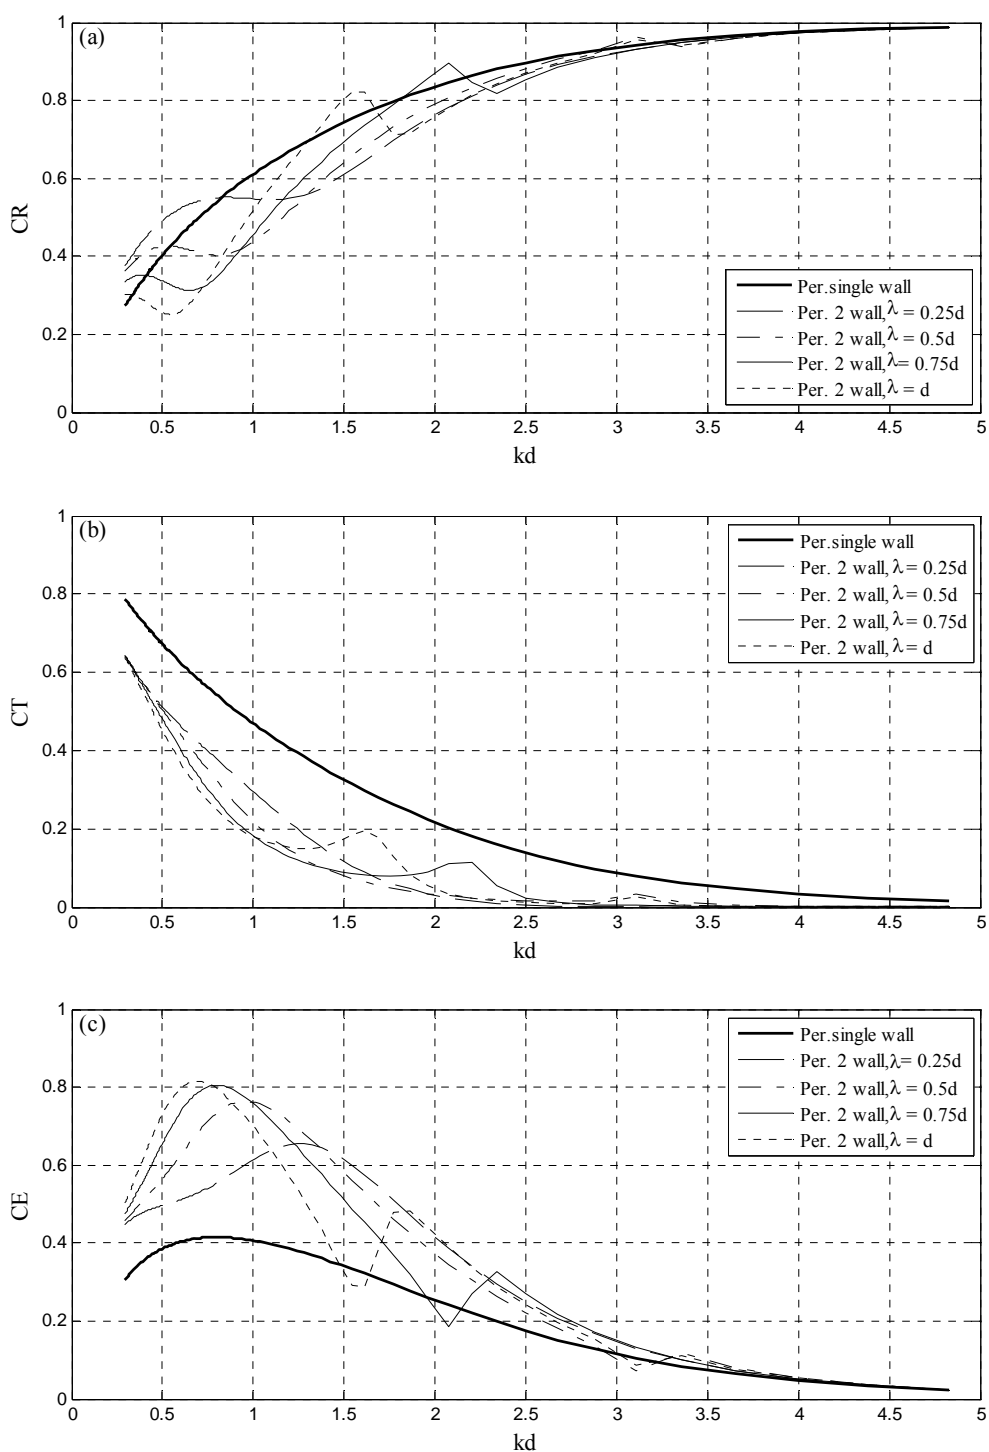 (a)
1
0.8
0.6
0.4
0.2
0
CR
0 0.5 1 1.5 2 2.5 3 3.5 4 4.5 5
kd
Per.single wall
Per. 2 wall,λ = 0.25d
Per. 2 wall,λ = 0.5d
Per. 2 wall,λ= 0.75d
Per. 2 wall,λ = d
(b)
1
0.8
0.6
0.4
0.2
0
CT
0 0.5 1 1.5 2 2.5 3 3.5 4 4.5 5
kd
Per.single wall
Per. 2 wall,λ = 0.25d
Per. 2 wall,λ = 0.5d
Per. 2 wall,λ = 0.75d
Per. 2 wall,λ = d
(c)
1
0.8
0.6
0.4
0.2
0
CE
0 0.5 1 1.5 2 2.5 3 3.5 4 4.5 5
kd
Per.single wall
Per. 2 wall,λ= 0.25d
Per. 2 wall,λ = 0.5d
Per. 2 wall,λ = 0.75d
Per. 2 wall,λ = d